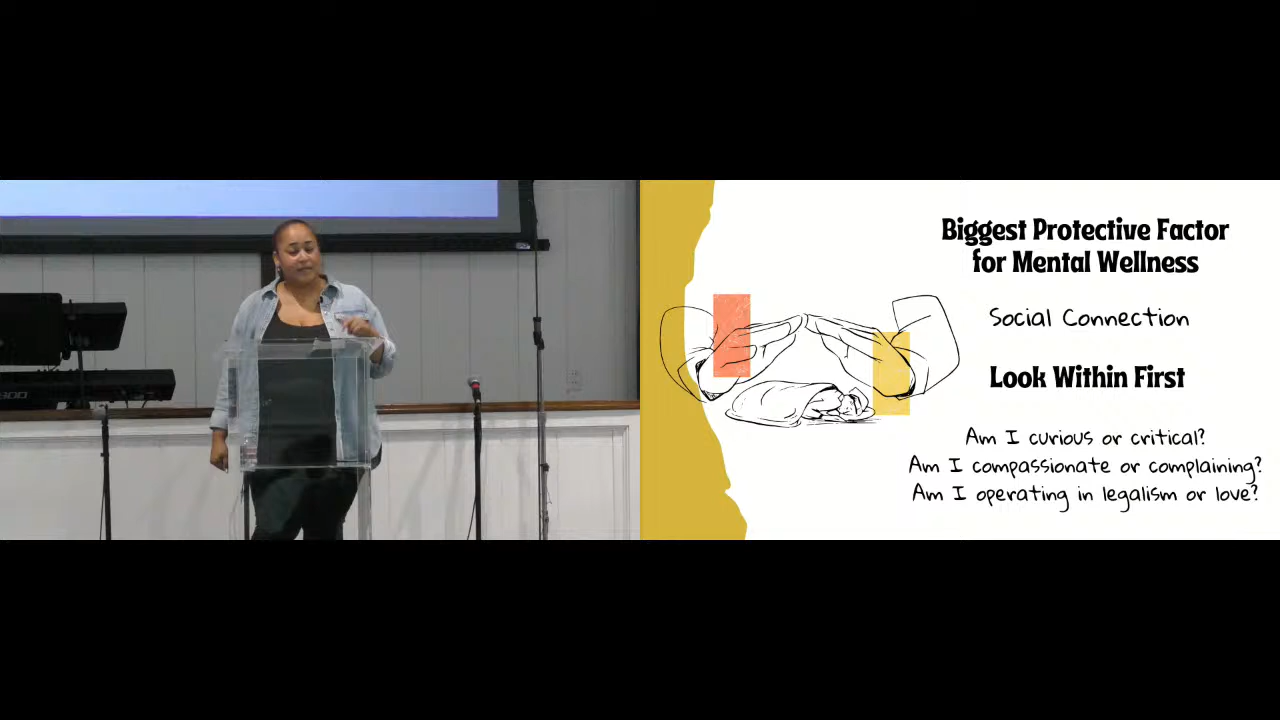 Biggest Protective Factor
for Mental Wellness
Social Connection
Look Within First
Am I curious or critical?
Am I compassionate or complaining?
Am I operating in legalism or love?